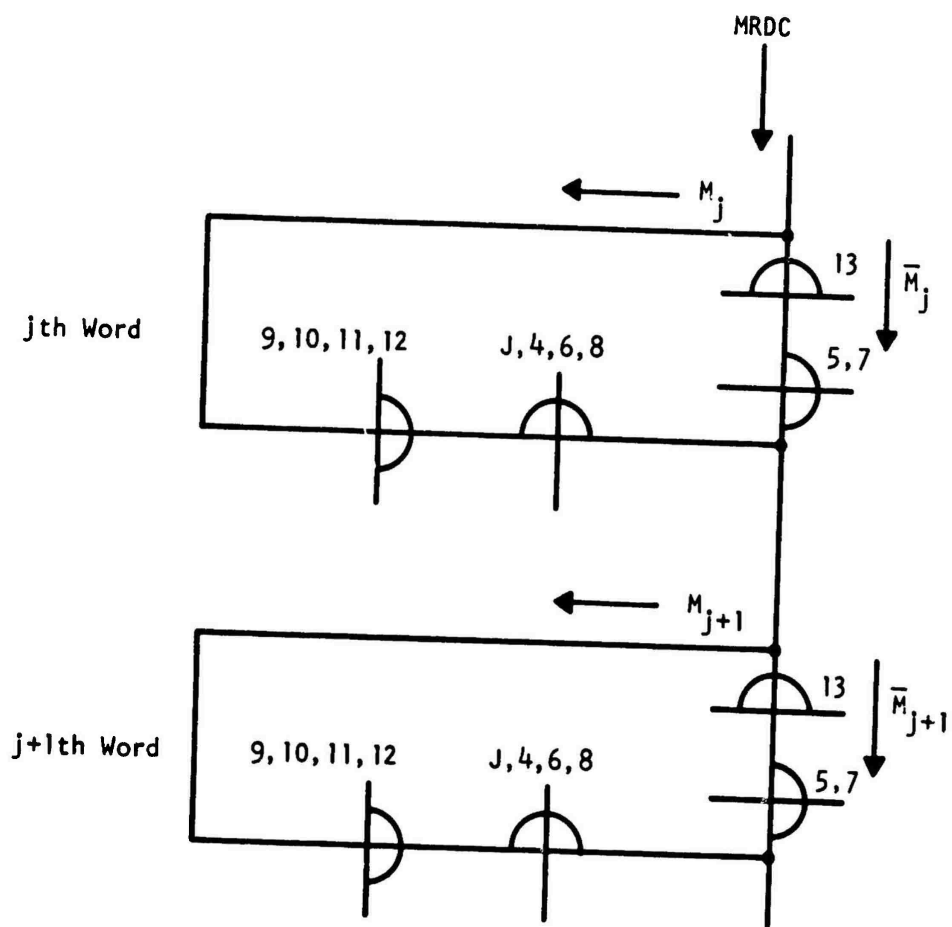 MRDC
M_j
13
M̅_j
jth Word
9,10,11,12
J,4,6,8
5,7
M_j+1
13
M̅_j+1
j+1th Word
9,10,11,12
J,4,6,8
5,7